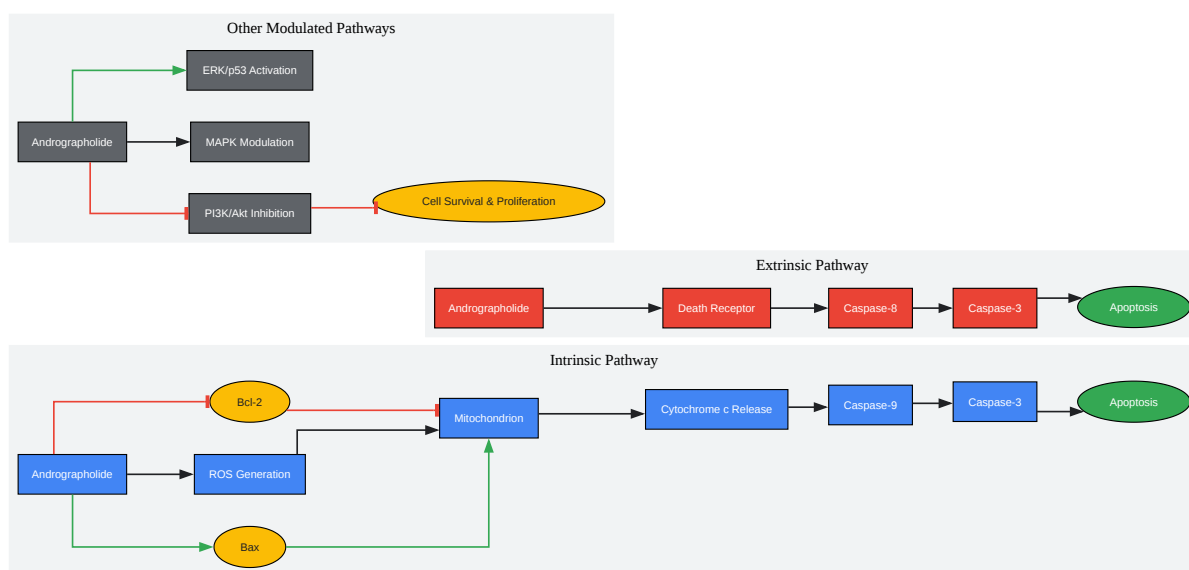 Other Modulated Pathways
ERK/p53 Activation
Andrographolide
MAPK Modulation
PI3K/Akt Inhibition
Cell Survival & Proliferation
Extrinsic Pathway
Andrographolide
Death Receptor
Caspase-8
Caspase-3
Apoptosis
Intrinsic Pathway
Bcl-2
Mitochondrion
Cytochrome c Release
Caspase-9
Caspase-3
Apoptosis
Andrographolide
ROS Generation
Bax